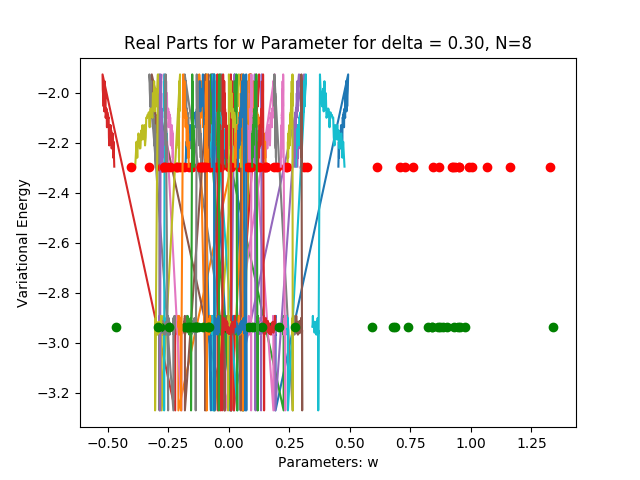 Real Parts for w Parameter for delta = 0.30, N=8
Variational Energy
−2.0
−2.2
−2.4
−2.6
−2.8
−3.0
−3.2
−0.50 −0.25 0.00 0.25 0.50 0.75 1.00 1.25
Parameters: w